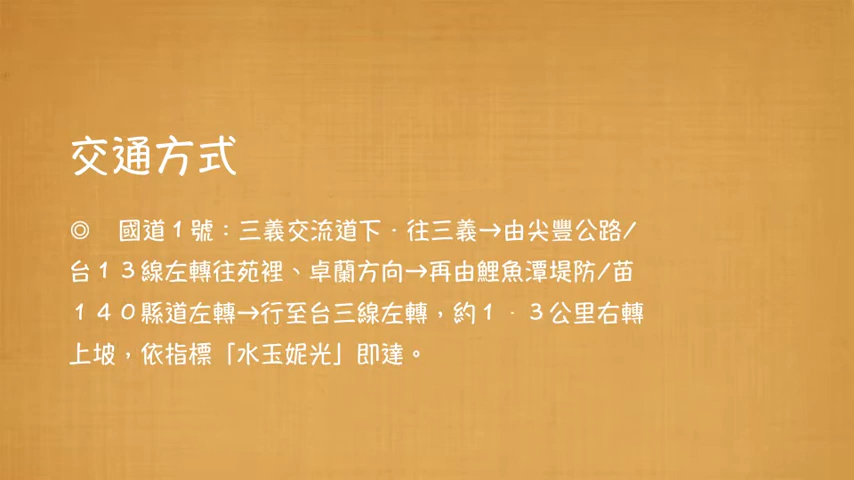 交通方式
◎　國道１號：三義交流道下．往三義→由尖豐公路/
台１３線左轉往苑裡、卓蘭方向→再由鯉魚潭堤防/苗
１４０縣道左轉→行至台三線左轉，約１．３公里右轉
上坡，依指標「水玉妮光」即達。